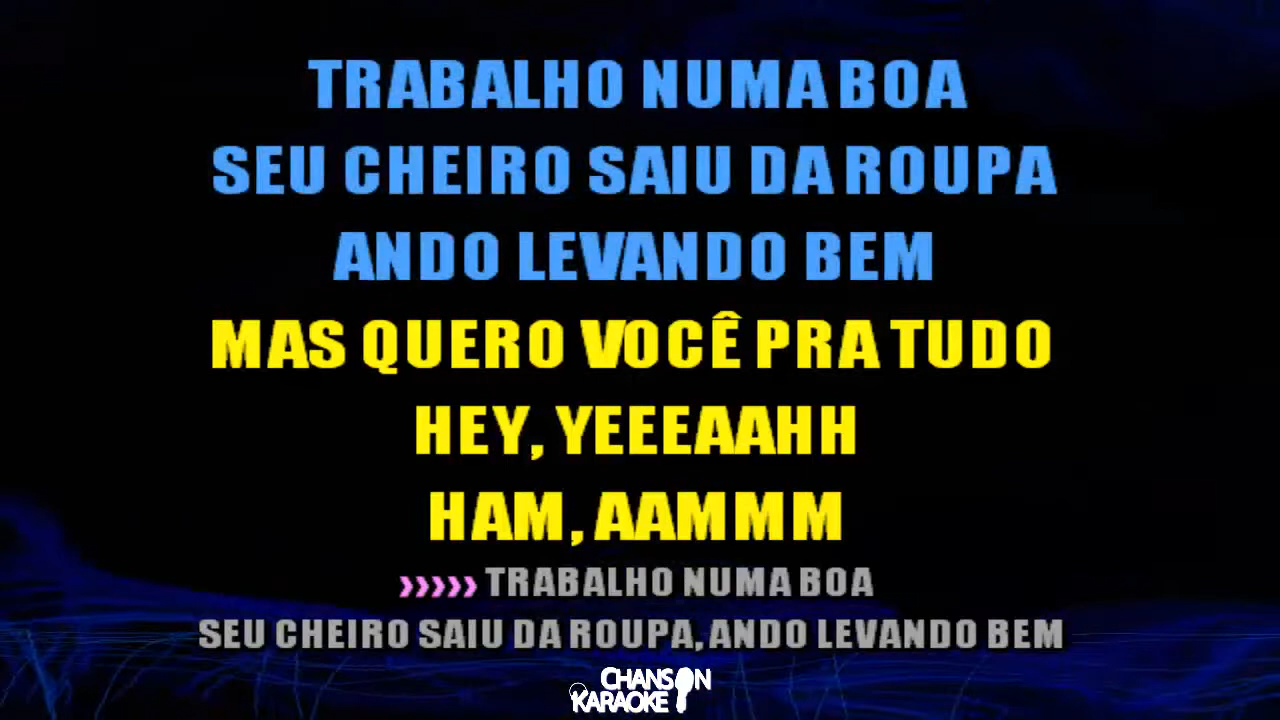 TRABALHO NUMA BOA
SEU CHEIRO SAIU DA ROUPA
ANDO LEVANDO BEM
MAS QUERO VOCÊ PRA TUDO
HEY, YEEEAAHH
HAM, AAMMM
❯❯❯❯❯ TRABALHO NUMA BOA
SEU CHEIRO SAIU DA ROUPA, ANDO LEVANDO BEM
CHANSON
KARAOKE